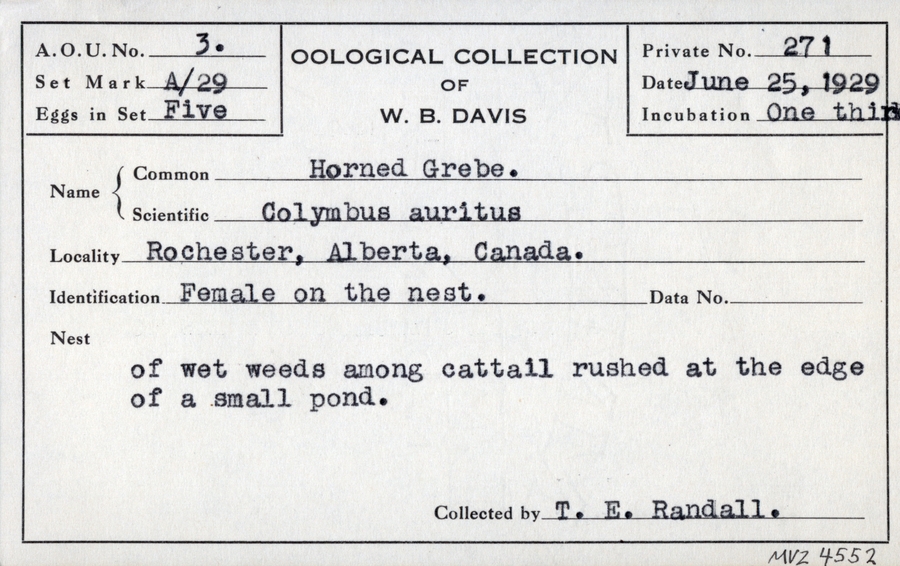 A.O.U. No. 3.
Set Mark A/29
Eggs in Set Five
OOLOGICAL COLLECTION
OF
W. B. DAVIS
Private No. 271
Date June 25, 1929
Incubation One third
Name
Common Horned Grebe.
Scientific Colymbus auritus
Locality Rochester, Alberta, Canada.
Identification Female on the nest. Data No.
Nest
of wet weeds among cattail rushed at the edge
of a small pond.
Collected by T. E. Randall.
MVZ 4552